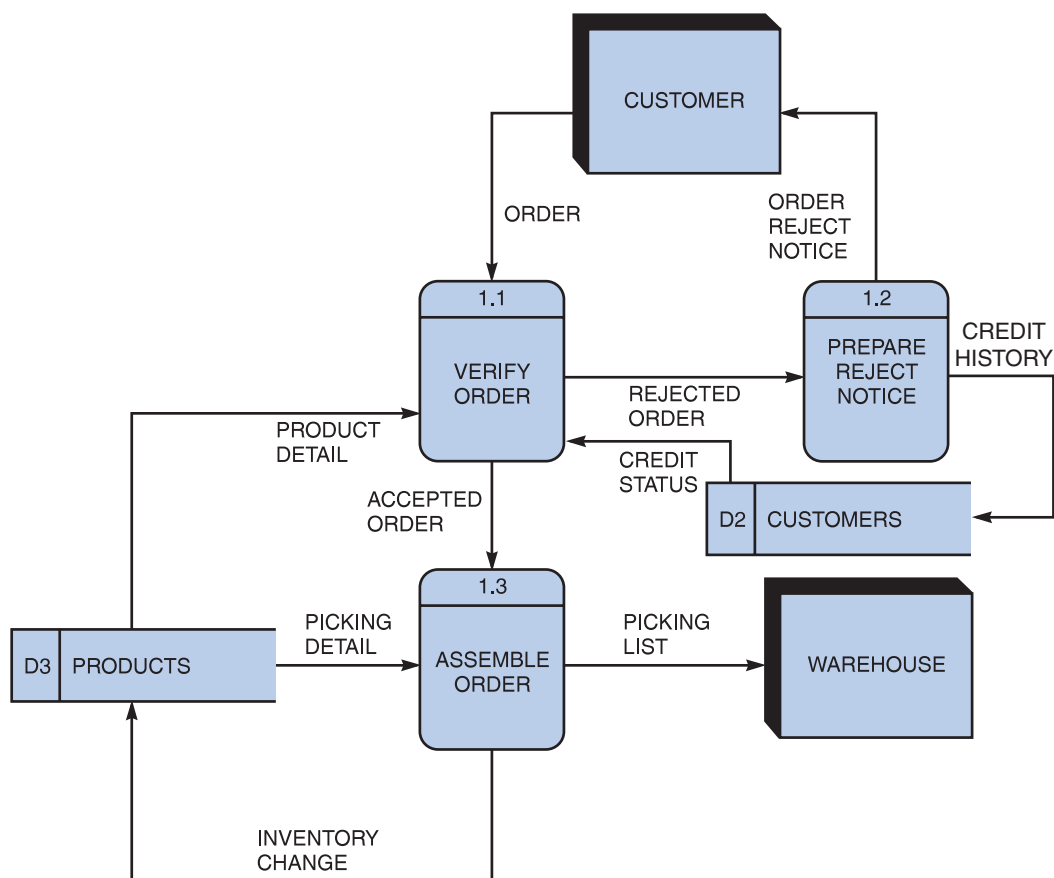 CUSTOMER
ORDER
ORDER
REJECT
NOTICE
1.1
VERIFY
ORDER
1.2
PREPARE
REJECT
NOTICE
CREDIT
HISTORY
REJECTED
ORDER
PRODUCT
DETAIL
CREDIT
STATUS
ACCEPTED
ORDER
D2 CUSTOMERS
1.3
ASSEMBLE
ORDER
D3 PRODUCTS
PICKING
DETAIL
PICKING
LIST
WAREHOUSE
INVENTORY
CHANGE